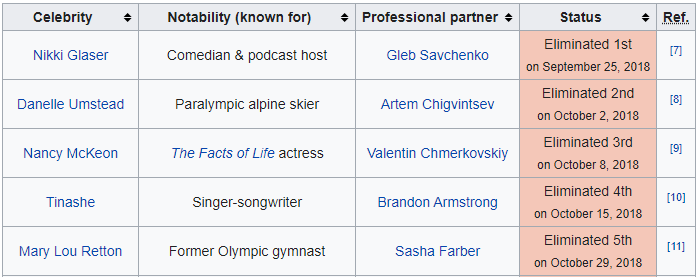 Celebrity Notability (known for) Professional partner Status Ref.
Nikki Glaser Comedian & podcast host Gleb Savchenko Eliminated 1st
on September 25, 2018 [7]
Danelle Umstead Paralympic alpine skier Artem Chigvintsev Eliminated 2nd
on October 2, 2018 [8]
Nancy McKeon The Facts of Life actress Valentin Chmerkovskiy Eliminated 3rd
on October 8, 2018 [9]
Tinashe Singer-songwriter Brandon Armstrong Eliminated 4th
on October 15, 2018 [10]
Mary Lou Retton Former Olympic gymnast Sasha Farber Eliminated 5th
on October 29, 2018 [11]